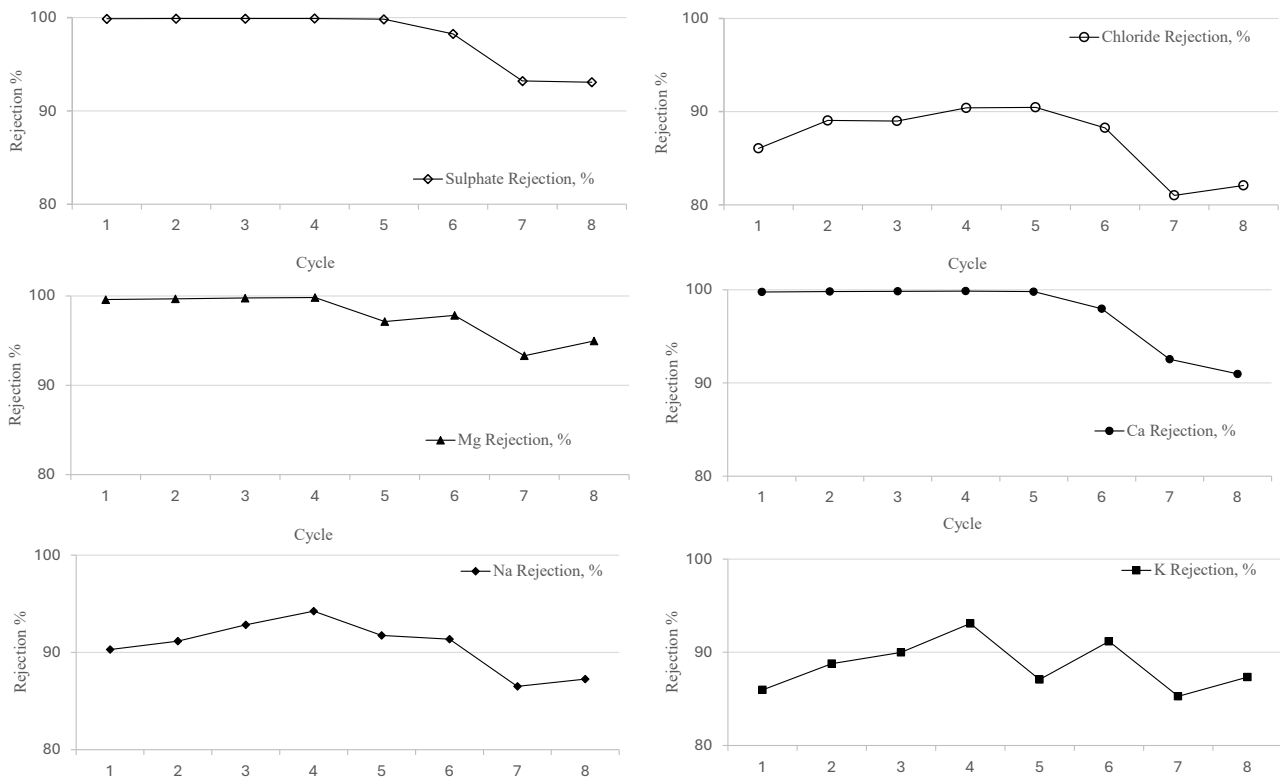 100
90
80
Rejection %
Sulphate Rejection, %
1 2 3 4 5 6 7 8
Cycle
100
90
80
Rejection %
Chloride Rejection, %
1 2 3 4 5 6 7 8
Cycle
100
90
80
Rejection %
Mg Rejection, %
1 2 3 4 5 6 7 8
Cycle
100
90
80
Rejection %
Ca Rejection, %
1 2 3 4 5 6 7 8
Cycle
100
90
80
Rejection %
Na Rejection, %
1 2 3 4 5 6 7 8
100
90
80
Rejection %
K Rejection, %
1 2 3 4 5 6 7 8